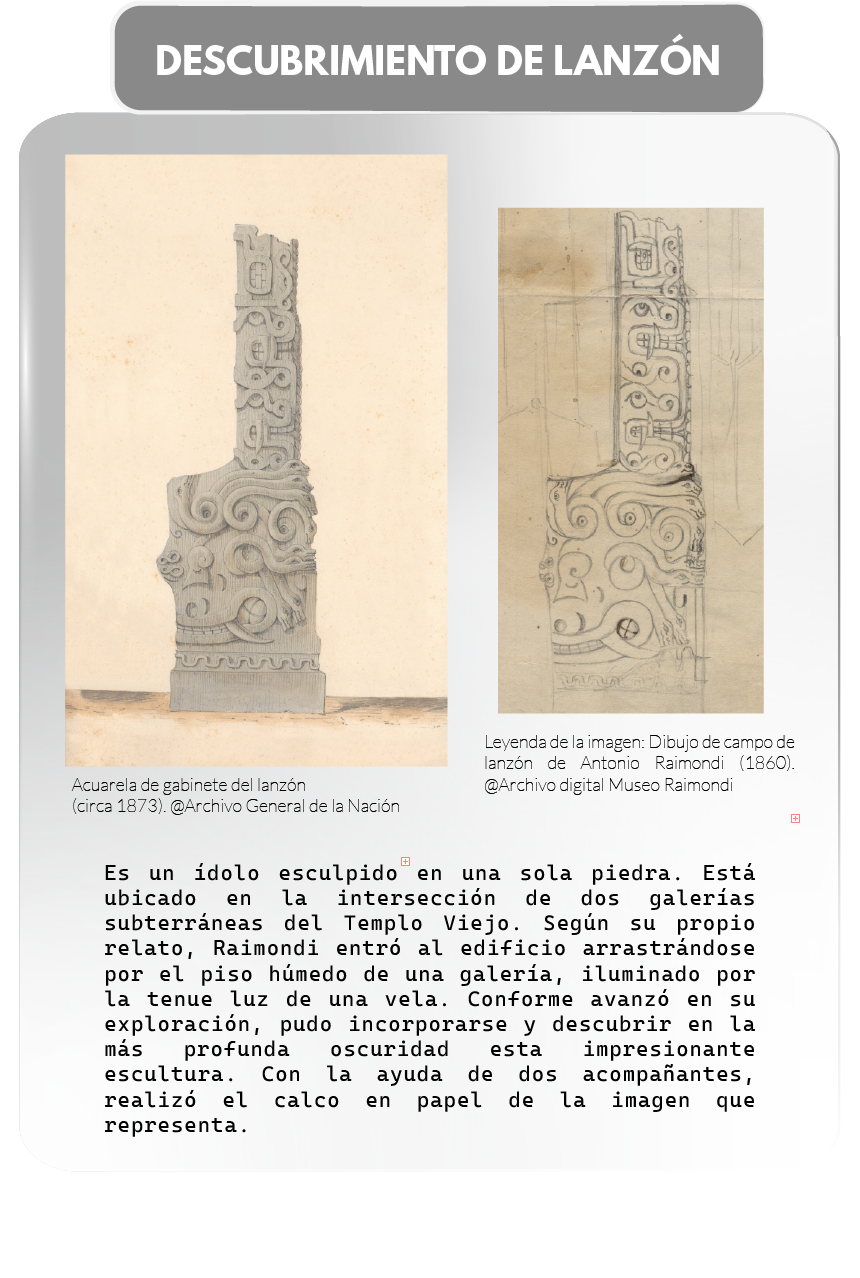 DESCUBRIMIENTO DE LANZÓN
Acuarela de gabinete del lanzón
(circa 1873). @Archivo General de la Nación
Leyenda de la imagen: Dibujo de campo de
lanzón de Antonio Raimondi (1860).
@Archivo digital Museo Raimondi
Es un ídolo esculpido en una sola piedra. Está
ubicado en la intersección de dos galerías
subterráneas del Templo Viejo. Según su propio
relato, Raimondi entró al edificio arrastrándose
por el piso húmedo de una galería, iluminado por
la tenue luz de una vela. Conforme avanzó en su
exploración, pudo incorporarse y descubrir en la
más profunda oscuridad esta impresionante
escultura. Con la ayuda de dos acompañantes,
realizó el calco en papel de la imagen que
representa.